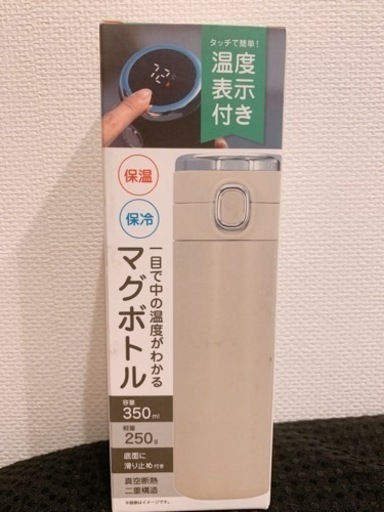 タッチで簡単!
温度
表示
付き
72
保温
保冷
一目で中の温度がわかる
マグボトル
容量
350ml
軽量
250g
底面に
滑り止め付き
真空断熱
二重構造